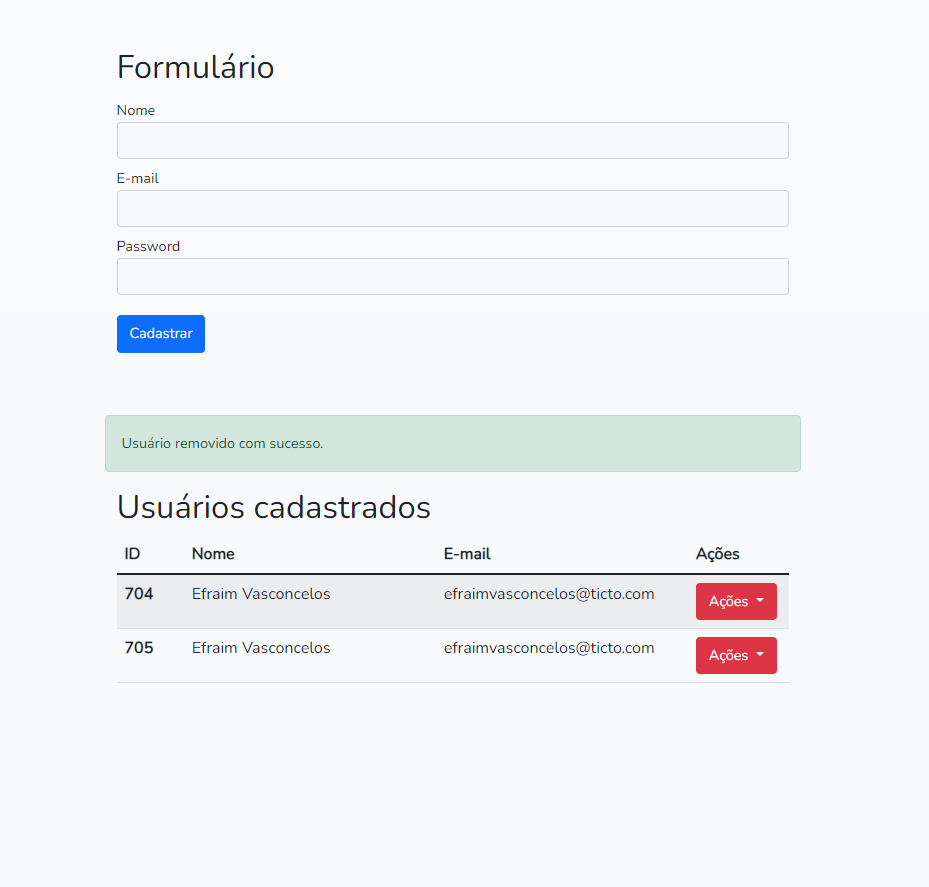 Formulário
Nome
E-mail
Password
Cadastrar
Usuário removido com sucesso.
Usuários cadastrados
ID Nome E-mail Ações
704 Efraim Vasconcelos efraimvasconcelos@ticto.com Ações
705 Efraim Vasconcelos efraimvasconcelos@ticto.com Ações